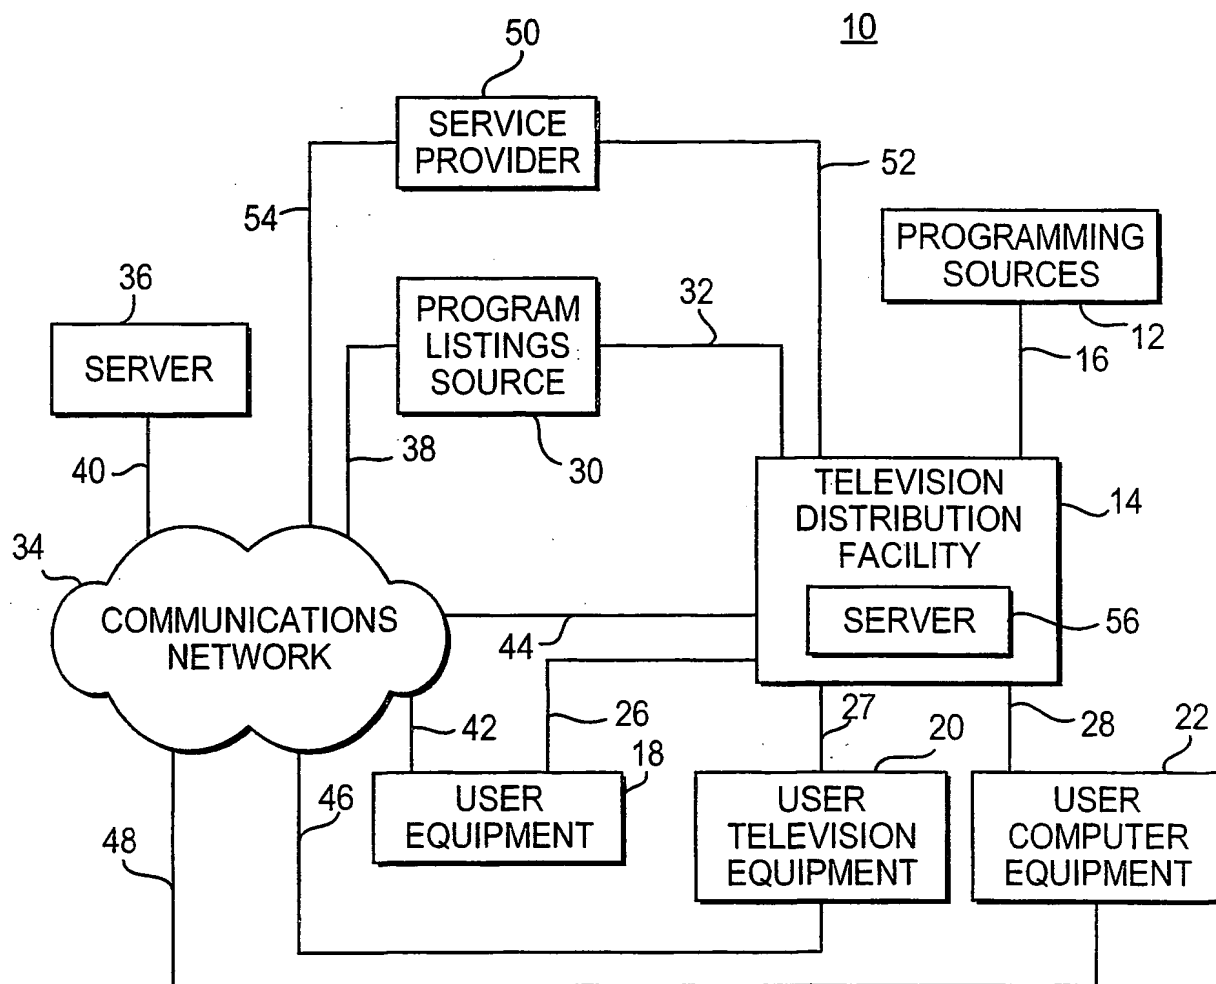 10
50
SERVICE
PROVIDER
52
54
PROGRAMMING
SOURCES
36
PROGRAM
LISTINGS
SOURCE
32
12
16
SERVER
40
38
30
TELEVISION
DISTRIBUTION
FACILITY
14
34
COMMUNICATIONS
NETWORK
44
SERVER
56
42
26
27
28
20
22
18
USER
EQUIPMENT
46
48
USER
TELEVISION
EQUIPMENT
USER
COMPUTER
EQUIPMENT